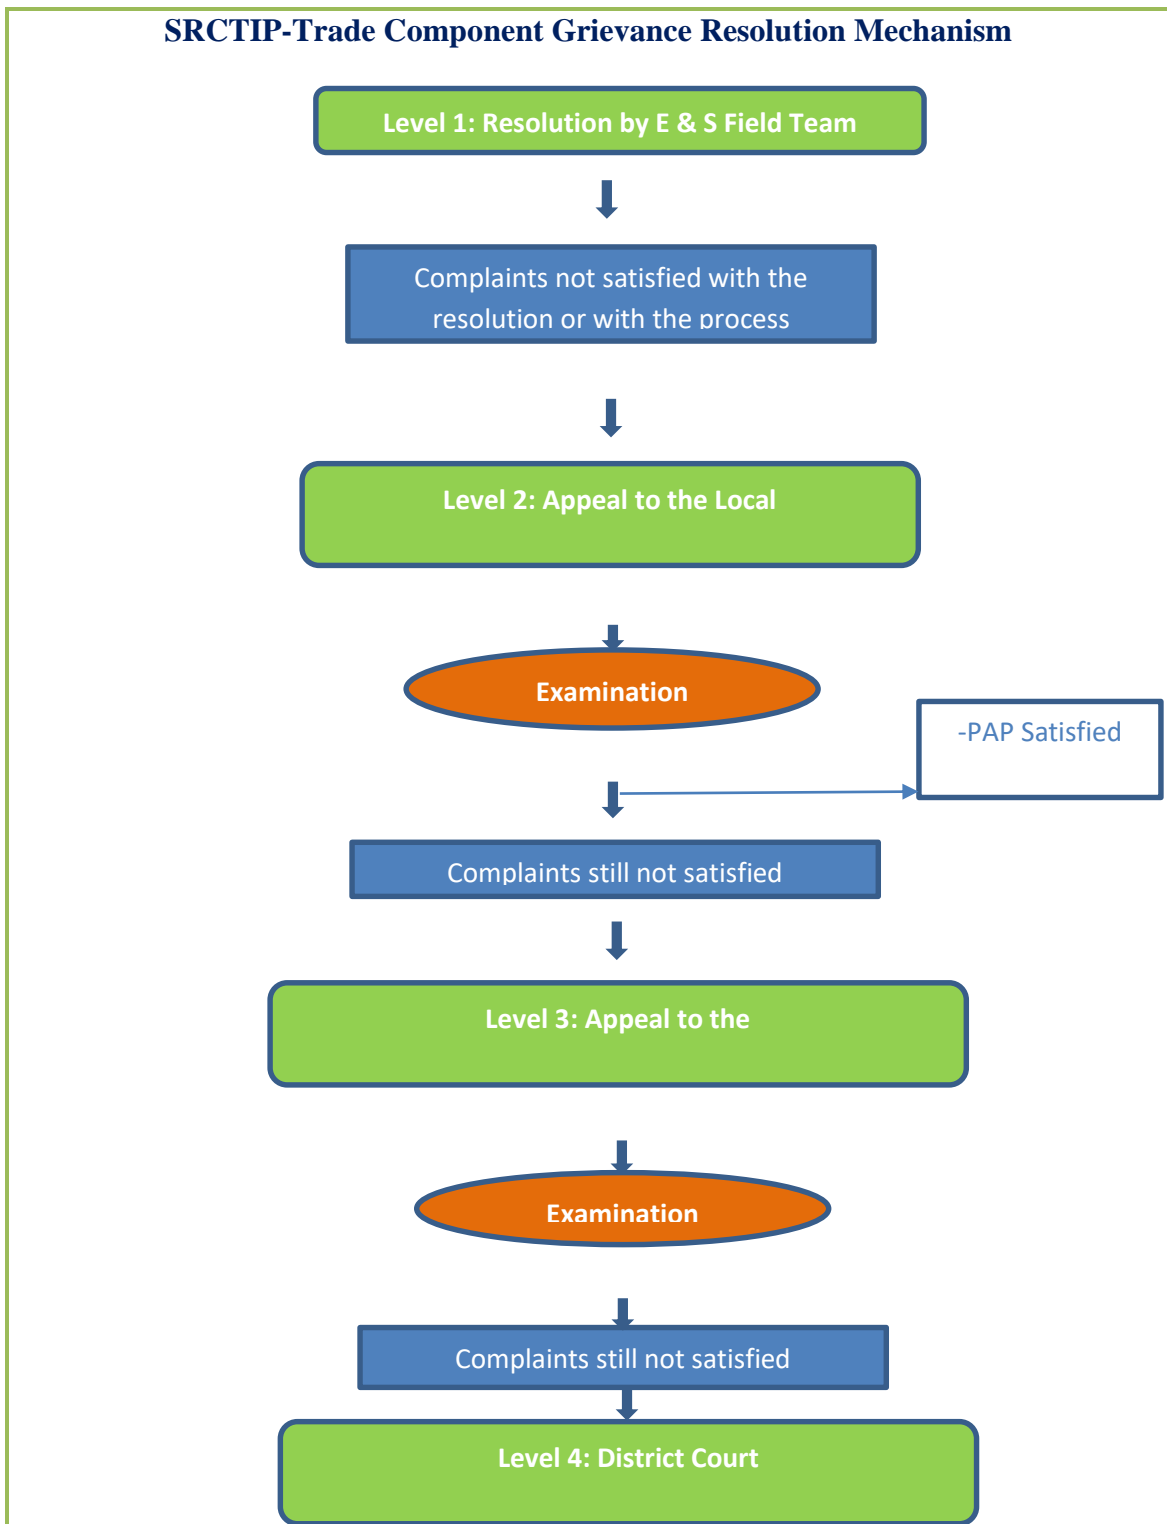 SRCTIP-Trade Component Grievance Resolution Mechanism
Level 1: Resolution by E & S Field Team
Complaints not satisfied with the
resolution or with the process
Level 2: Appeal to the Local
Examination
-PAP Satisfied
Complaints still not satisfied
Level 3: Appeal to the
Examination
Complaints still not satisfied
Level 4: District Court